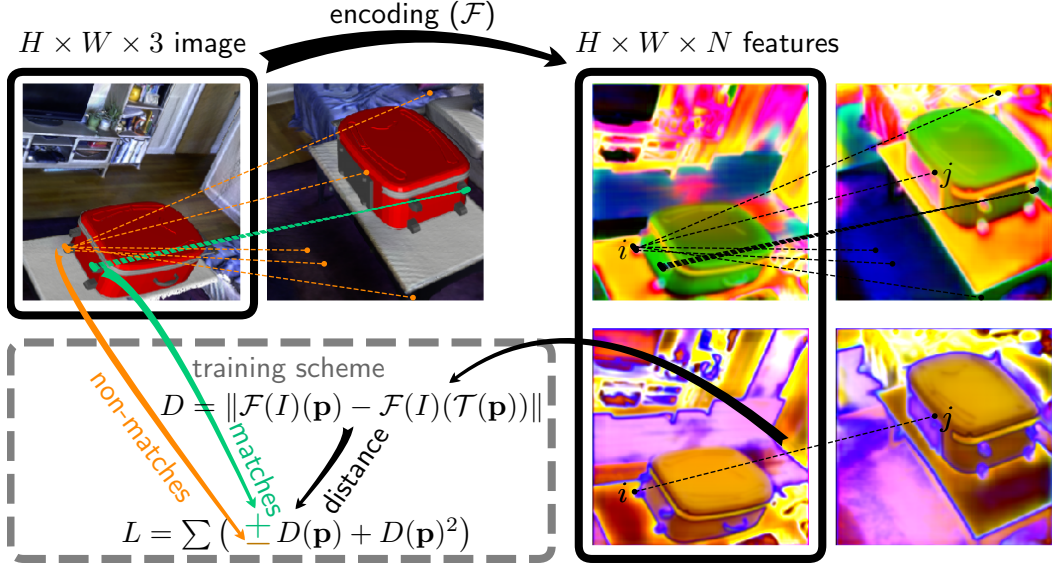 encoding (𝓕)
H × W × 3 image
H × W × N features
i
j
training scheme
D = ‖𝓕(I)(𝐩) − 𝓕(I)(𝓣(𝐩))‖
non-matches
matches
distance
i
j
L = ∑ ( ± D(𝐩) + D(𝐩)²)